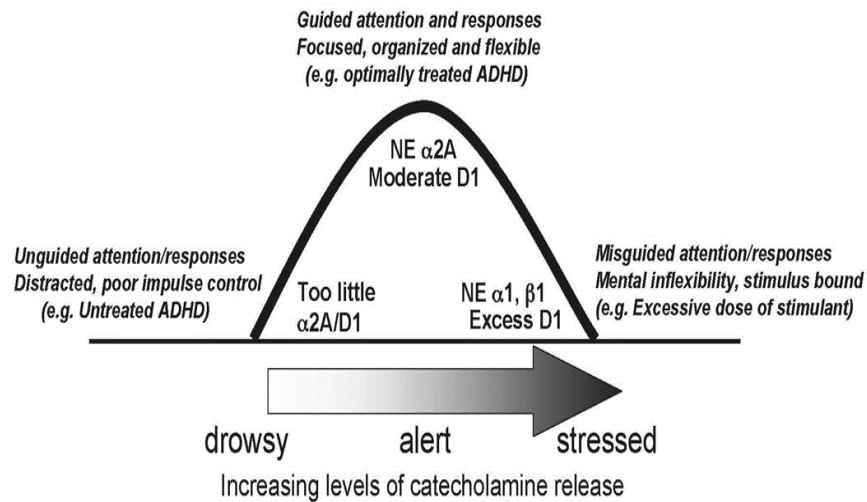 Guided attention and responses
Focused, organized and flexible
(e.g. optimally treated ADHD)
NE α2A
Moderate D1
Unguided attention/responses
Distracted, poor impulse control
(e.g. Untreated ADHD)
Too little
α2A/D1
NE α1, β1
Excess D1
Misguided attention/responses
Mental inflexibility, stimulus bound
(e.g. Excessive dose of stimulant)
drowsy alert stressed
Increasing levels of catecholamine release